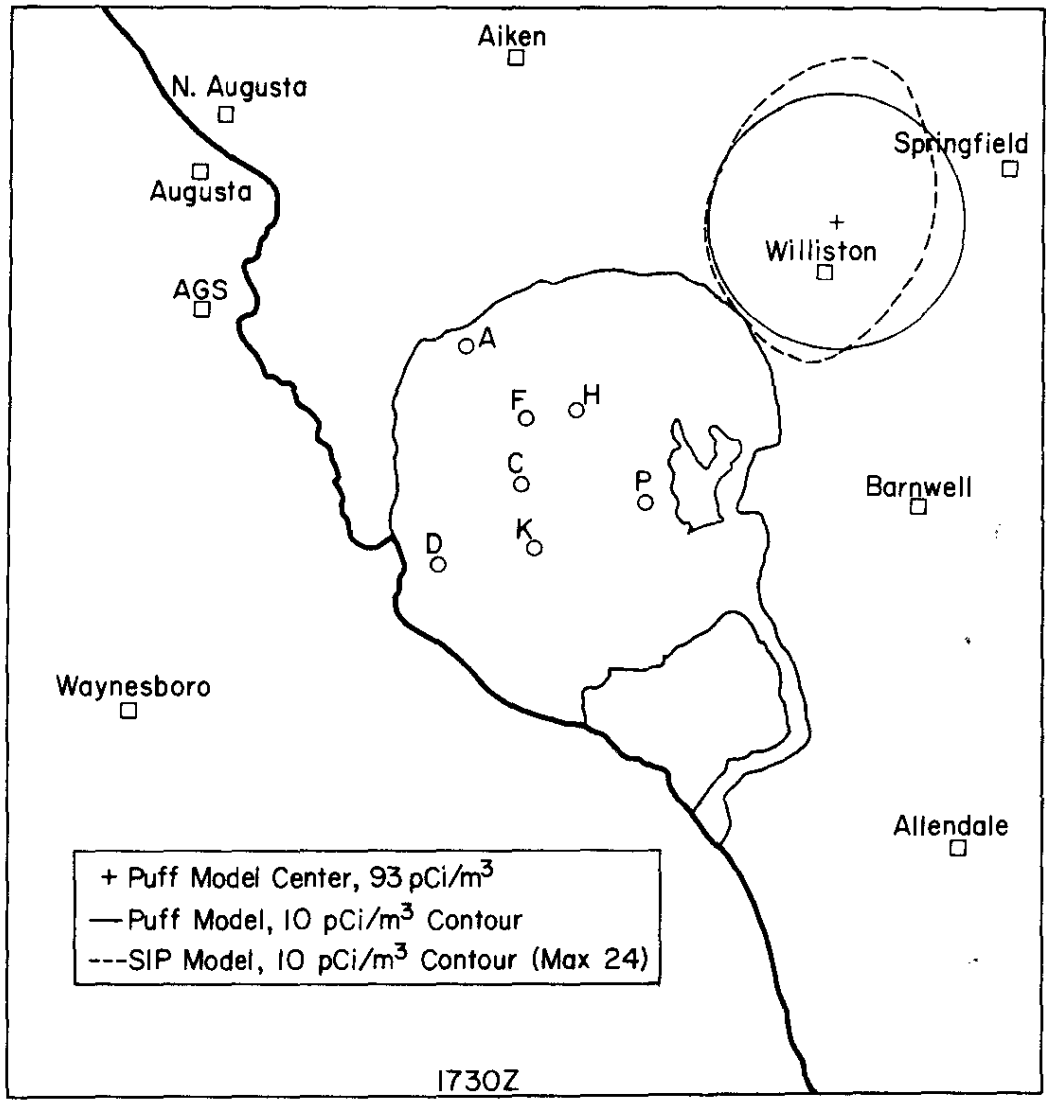 Aiken
N. Augusta
Springfield
Augusta
Williston
AGS
A
F
H
C
P
Barnwell
K
D
Waynesboro
Allendale
+ Puff Model Center, 93 pCi/m³
— Puff Model, 10 pCi/m³ Contour
--- SIP Model, 10 pCi/m³ Contour (Max 24)
1730Z